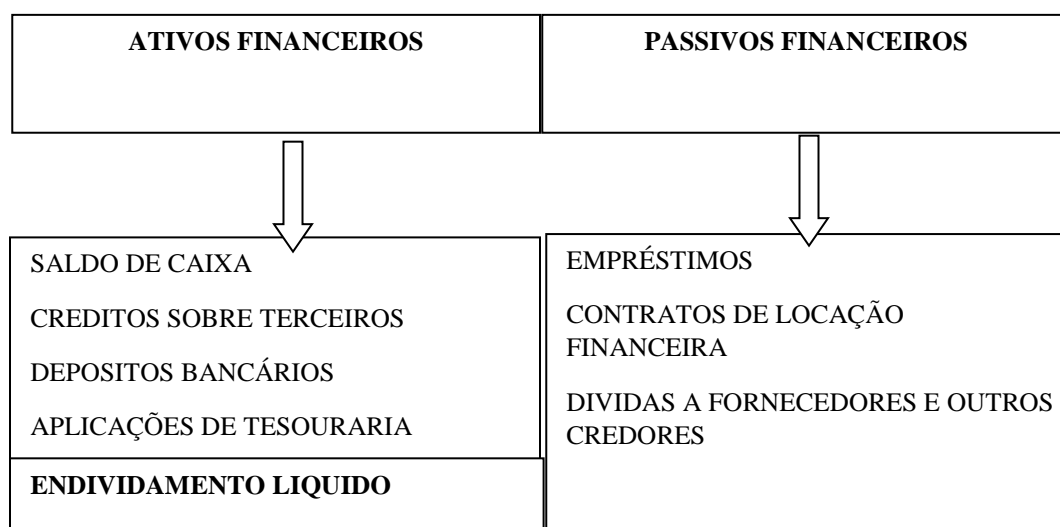 ATIVOS FINANCEIROS
PASSIVOS FINANCEIROS
SALDO DE CAIXA
CREDITOS SOBRE TERCEIROS
DEPOSITOS BANCÁRIOS
APLICAÇÕES DE TESOURARIA
ENDIVIDAMENTO LIQUIDO
EMPRÉSTIMOS
CONTRATOS DE LOCAÇÃO
FINANCEIRA
DIVIDAS A FORNECEDORES E OUTROS
CREDORES